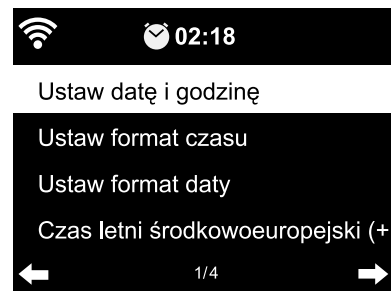 02:18
Ustaw datę i godzinę
Ustaw format czasu
Ustaw format daty
Czas letni środkowoeuropejski (+
1/4